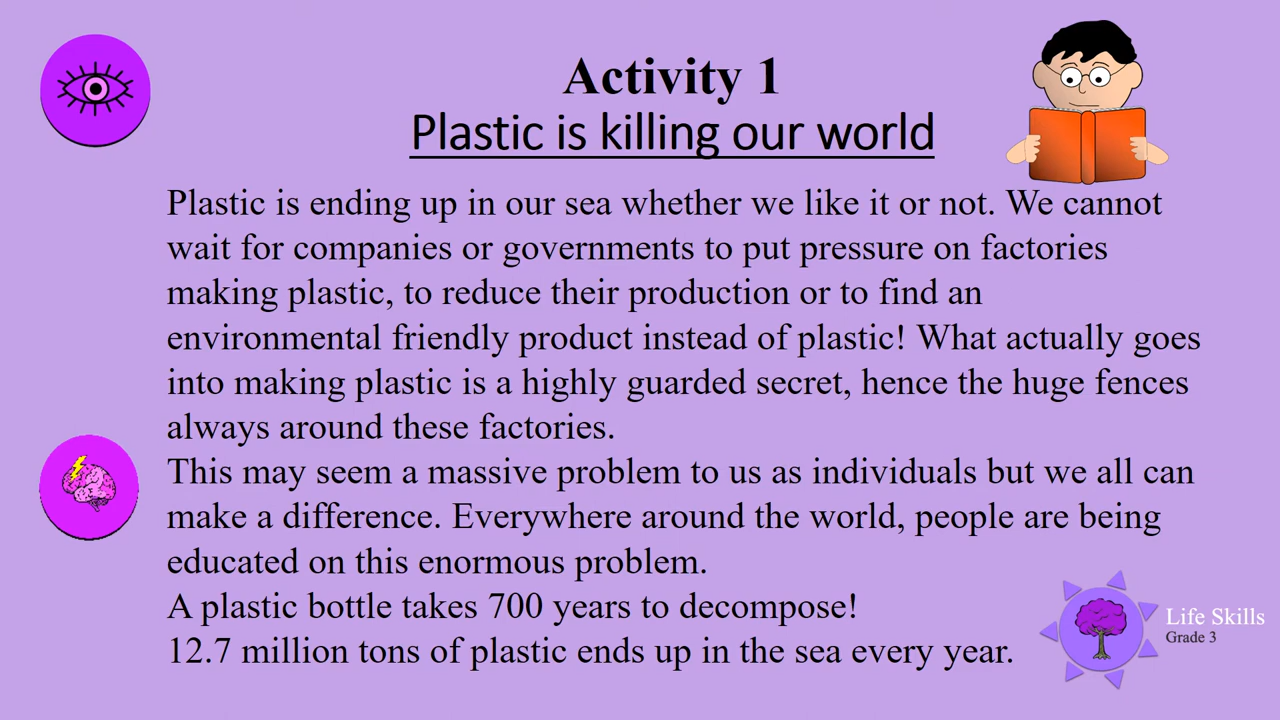 Activity 1
Plastic is killing our world
Plastic is ending up in our sea whether we like it or not. We cannot
wait for companies or governments to put pressure on factories
making plastic, to reduce their production or to find an
environmental friendly product instead of plastic! What actually goes
into making plastic is a highly guarded secret, hence the huge fences
always around these factories.
This may seem a massive problem to us as individuals but we all can
make a difference. Everywhere around the world, people are being
educated on this enormous problem.
A plastic bottle takes 700 years to decompose!
12.7 million tons of plastic ends up in the sea every year.
Life Skills
Grade 3